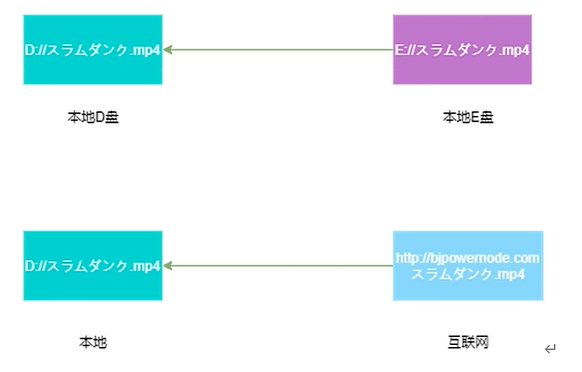 D://スラムダンク.mp4
E://スラムダンク.mp4
本地D盘
本地E盘
D://スラムダンク.mp4
http://bjpowernode.com
スラムダンク.mp4
本地
互联网